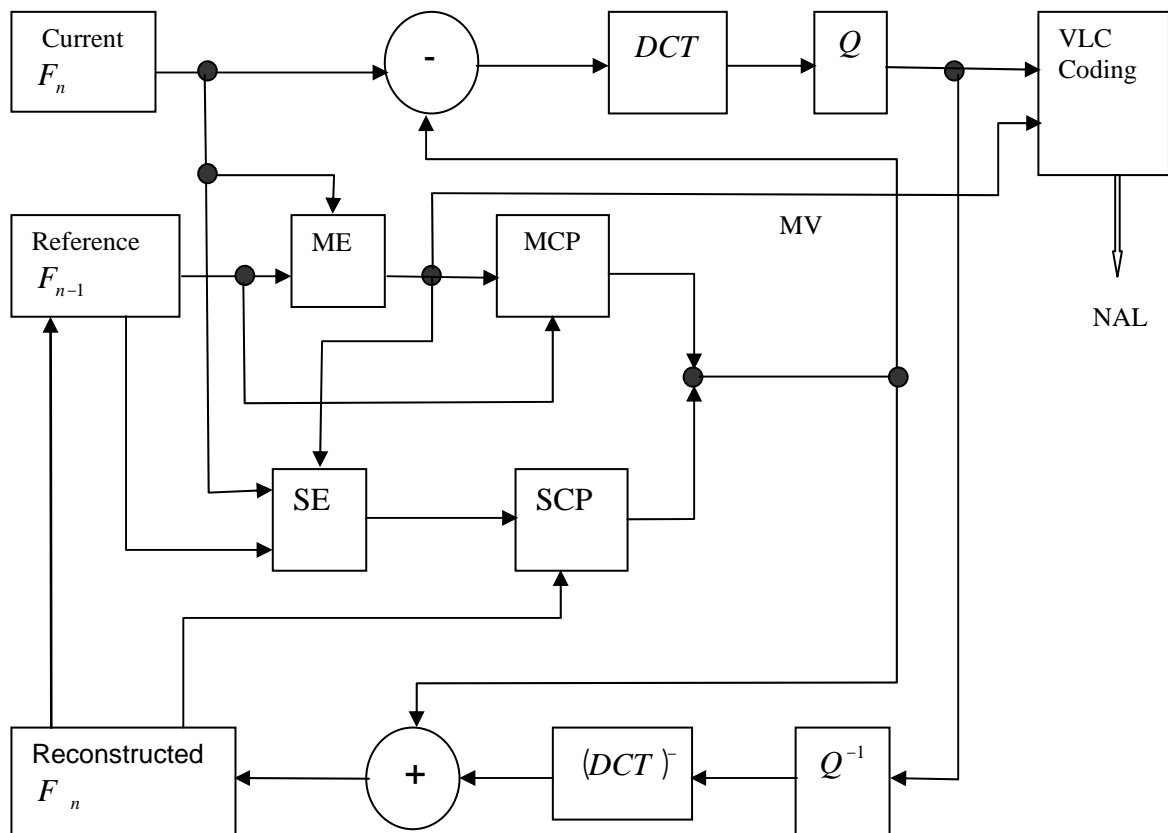 Current
F_n
-
DCT
Q
VLC
Coding
Reference
F_{n-1}
ME
MCP
MV
NAL
SE
SCP
Reconstructed
F_n
+
(DCT)^-
Q^{-1}